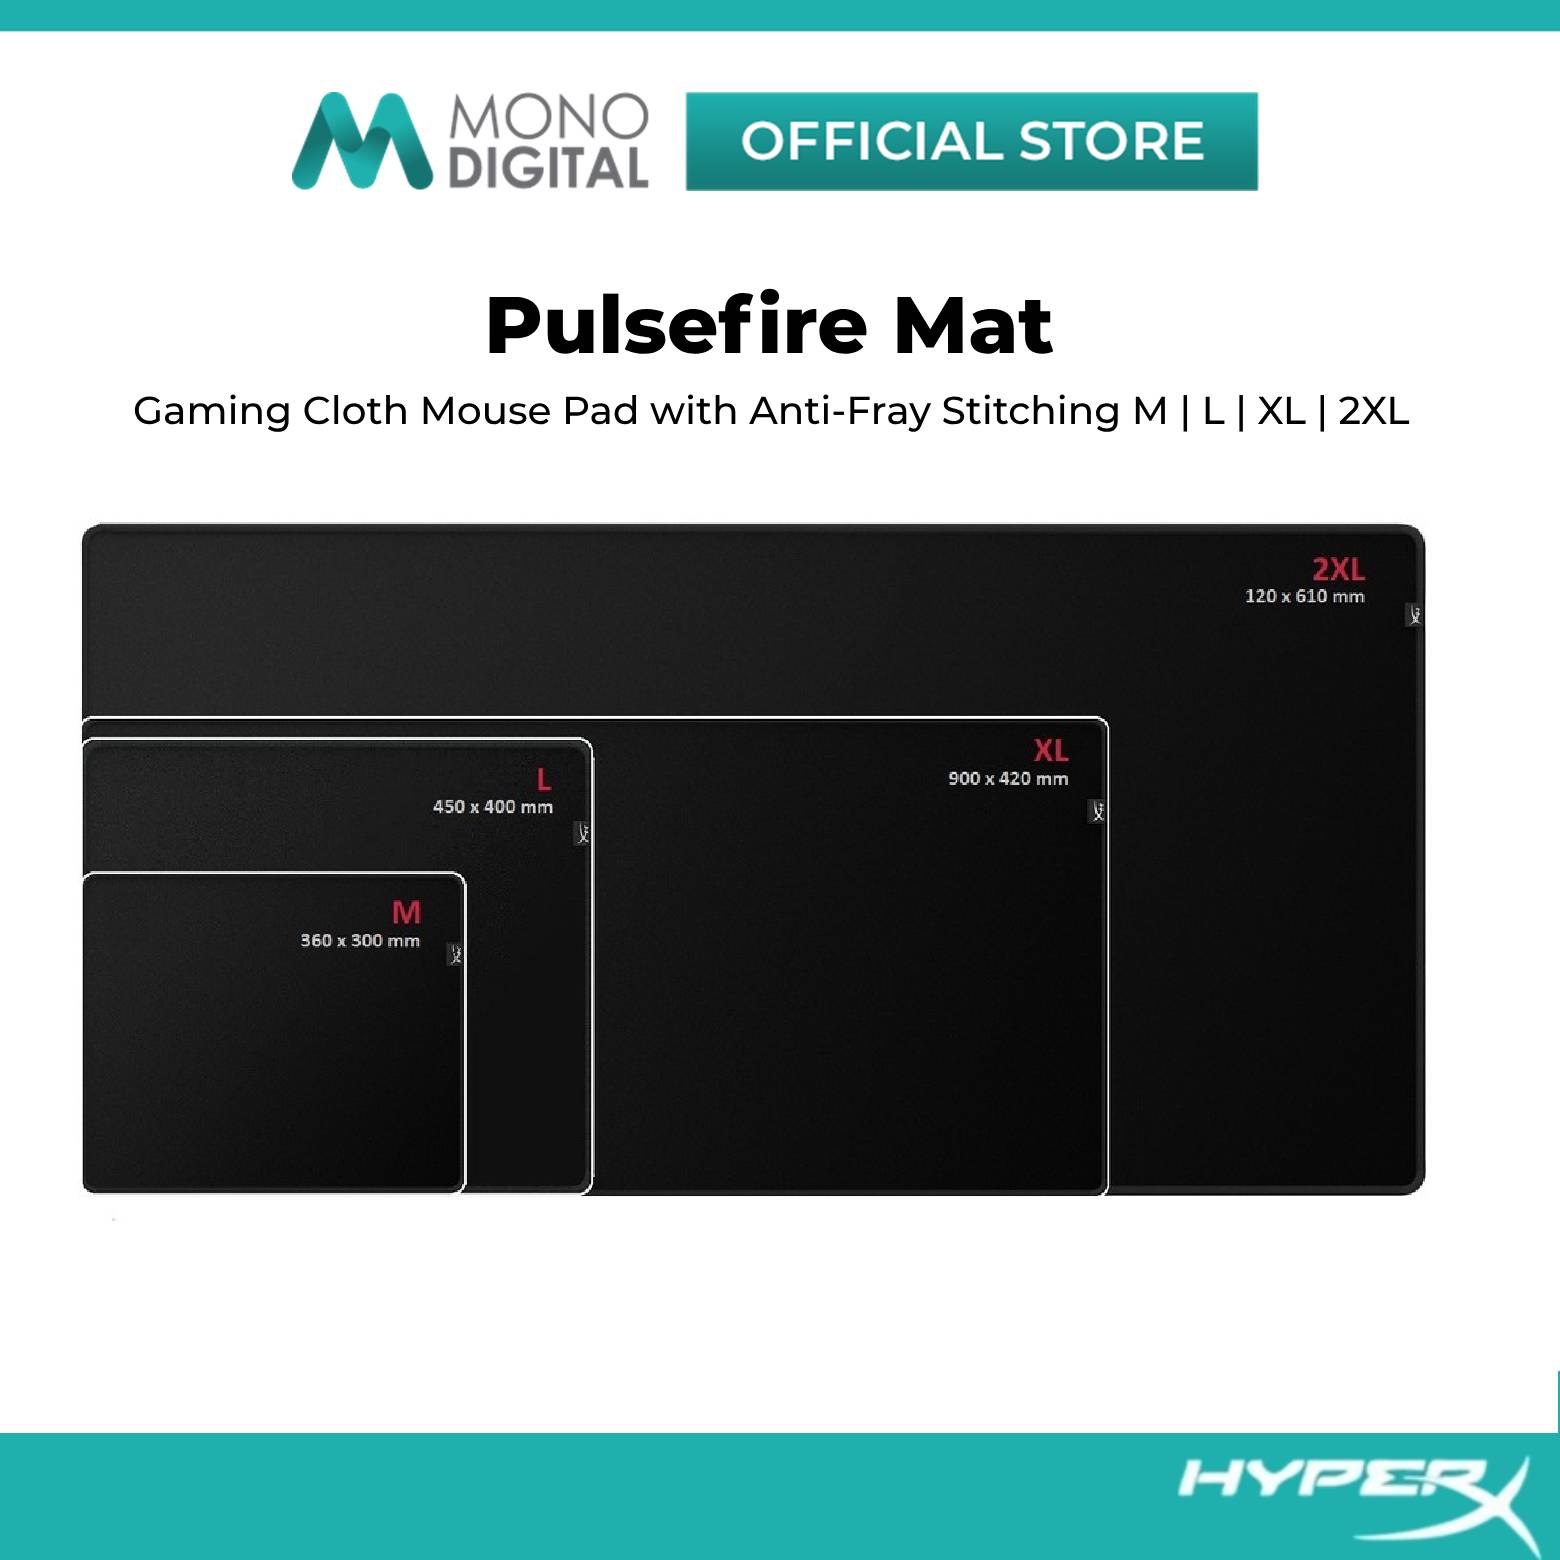 MONO
DIGITAL
OFFICIAL STORE
Pulsefire Mat
Gaming Cloth Mouse Pad with Anti-Fray Stitching M | L | XL | 2XL
2XL
120 x 610 mm
XL
900 x 420 mm
L
450 x 400 mm
M
360 x 300 mm
HYPERX